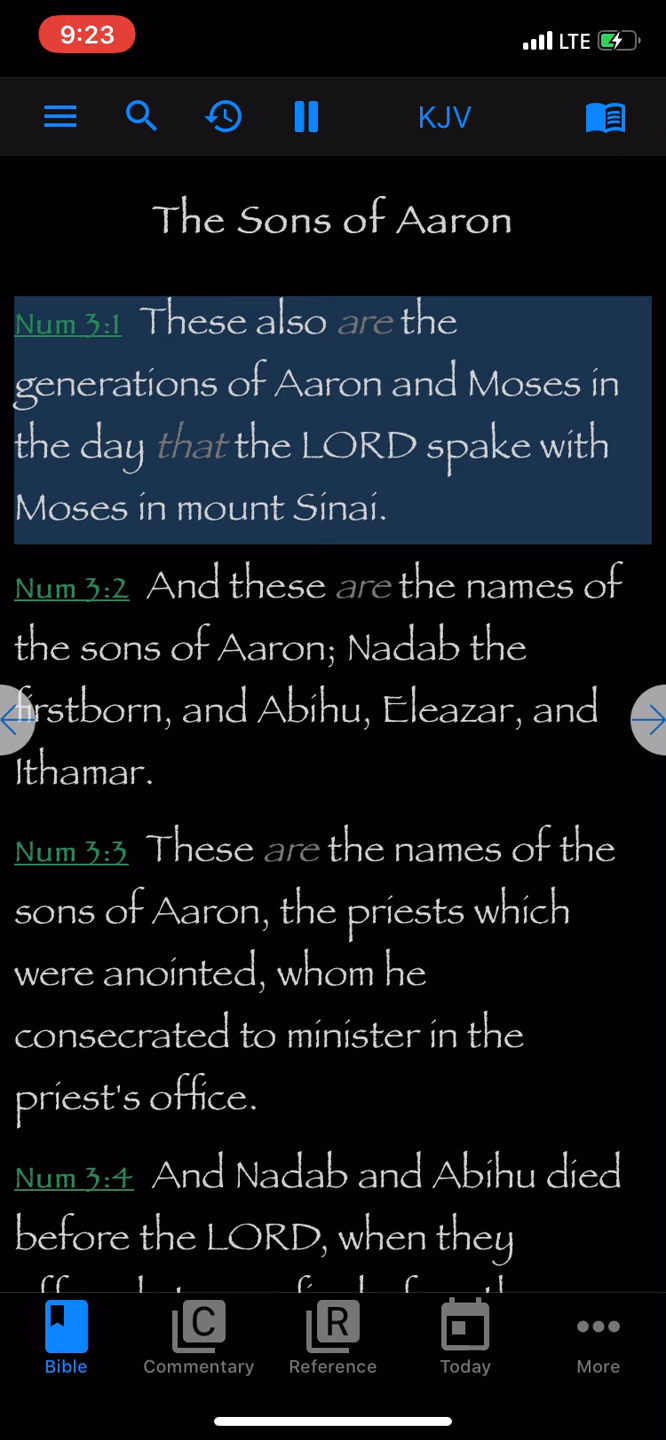 9:23
LTE
KJV
The Sons of Aaron
Num 3:1 These also are the
generations of Aaron and Moses in
the day that the LORD spake with
Moses in mount Sinai.
Num 3:2 And these are the names of
the sons of Aaron; Nadab the
firstborn, and Abihu, Eleazar, and
Ithamar.
Num 3:3 These are the names of the
sons of Aaron, the priests which
were anointed, whom he
consecrated to minister in the
priest's office.
Num 3:4 And Nadab and Abihu died
before the LORD, when they
C
R
Bible
Commentary
Reference
Today
More